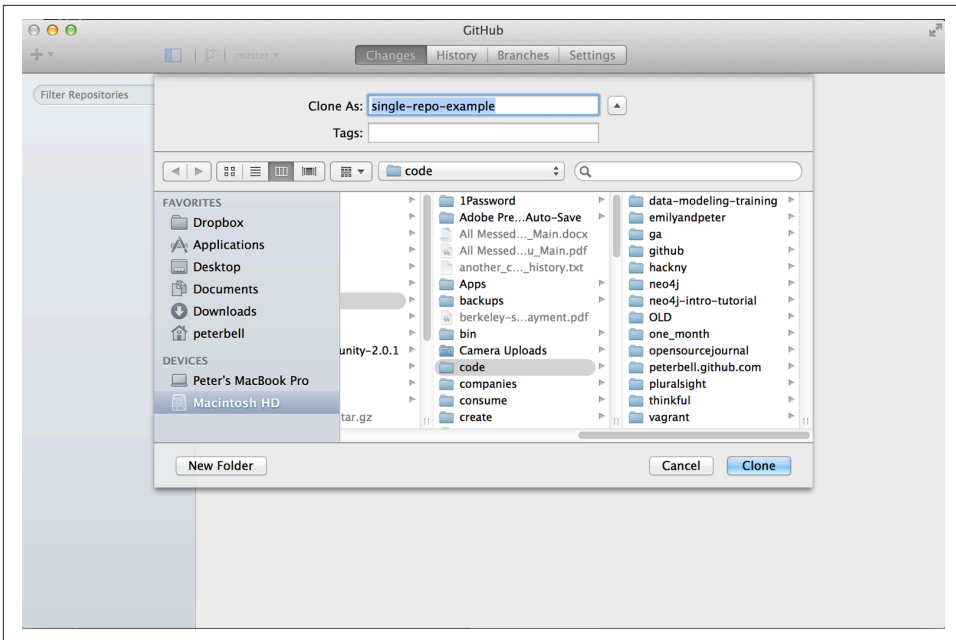 GitHub
master
Changes
History
Branches
Settings
Filter Repositories
Clone As: single-repo-example
Tags:
code
FAVORITES
Dropbox
Applications
Desktop
Documents
Downloads
peterbell
DEVICES
Peter's MacBook Pro
Macintosh HD
unity-2.0.1
tar.gz
1Password
Adobe Pre...Auto-Save
All Messed..._Main.docx
All Messed...u_Main.pdf
another_c..._history.txt
Apps
backups
berkeley-s...ayment.pdf
bin
Camera Uploads
code
companies
consume
create
data-modeling-training
emilyandpeter
ga
github
hackny
neo4j
neo4j-intro-tutorial
OLD
one_month
opensourcejournal
peterbell.github.com
pluralsight
thinkful
vagrant
New Folder
Cancel
Clone